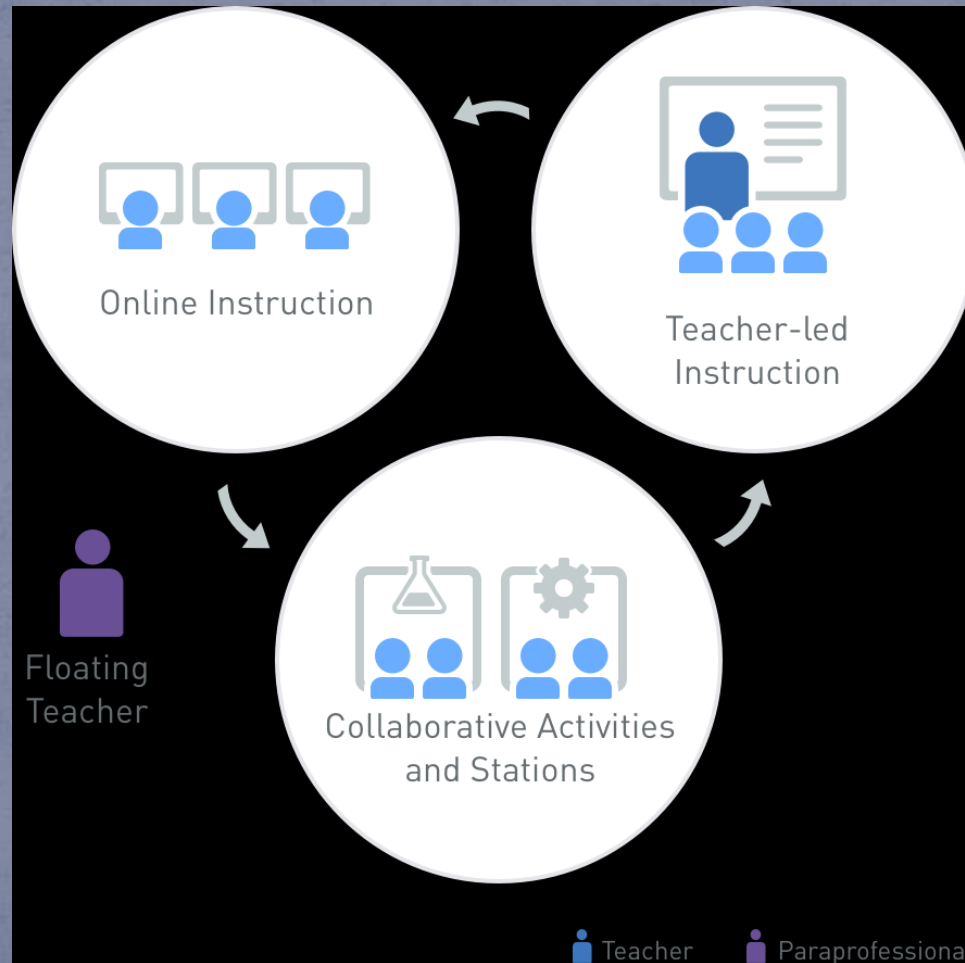 Online Instruction
Teacher-led
Instruction
Floating
Teacher
Collaborative Activities
and Stations
Teacher
Paraprofessiona